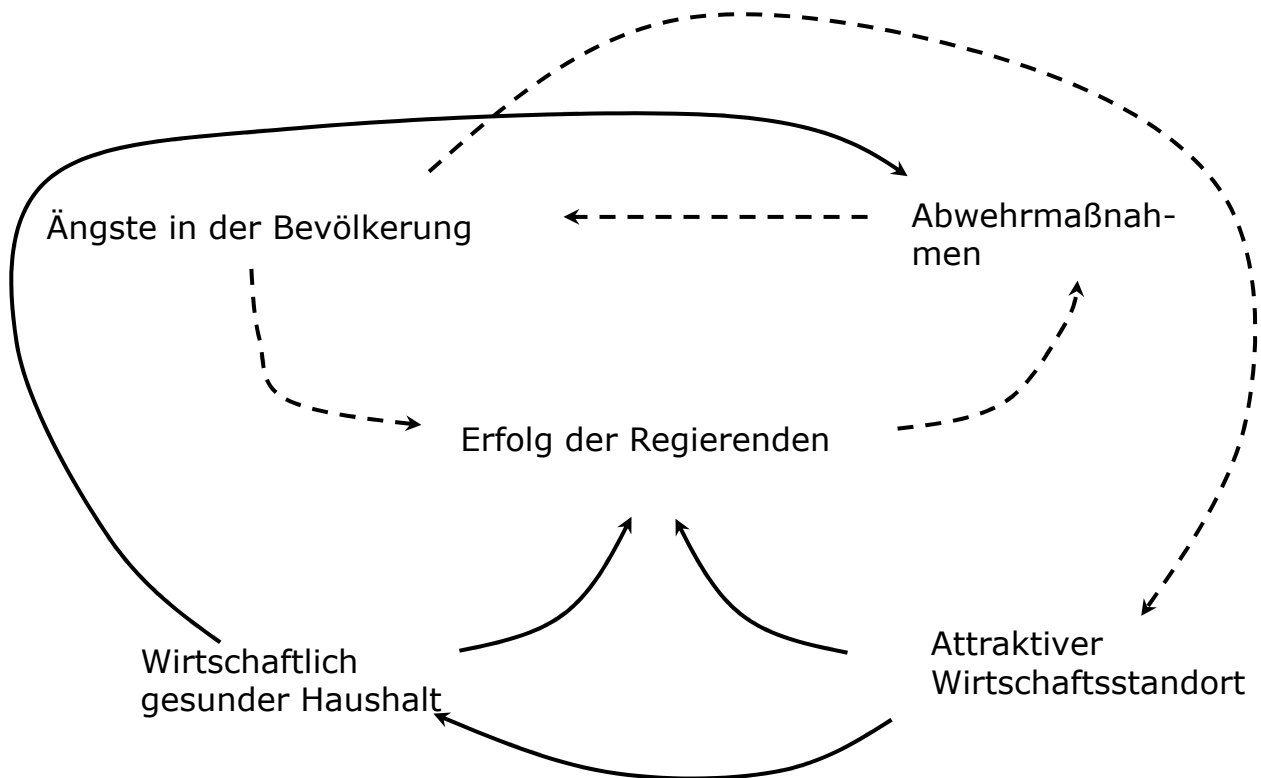 Ängste in der Bevölkerung
Abwehrmaßnah-
men
Erfolg der Regierenden
Wirtschaftlich
gesunder Haushalt
Attraktiver
Wirtschaftsstandort